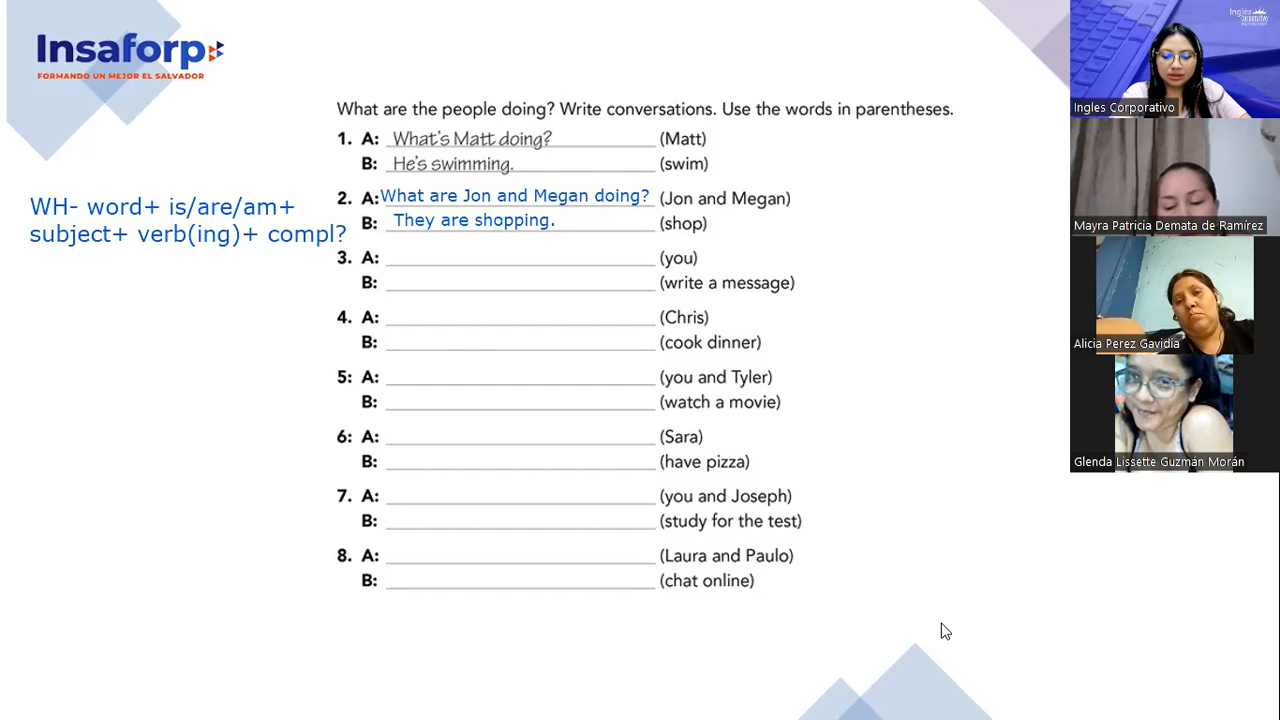 Insaforp
FORMANDO UN MEJOR EL SALVADOR
What are the people doing? Write conversations. Use the words in parentheses.
1. A: What's Matt doing? (Matt)
B: He's swimming. (swim)
WH- word+ is/are/am+
subject+ verb(ing)+ compl?
2. A: What are Jon and Megan doing? (Jon and Megan)
B: They are shopping. (shop)
3. A: (you)
B: (write a message)
4. A: (Chris)
B: (cook dinner)
5: A: (you and Tyler)
B: (watch a movie)
6: A: (Sara)
B: (have pizza)
7. A: (you and Joseph)
B: (study for the test)
8. A: (Laura and Paulo)
B: (chat online)
Ingles Corporativo
Mayra Patricia Demata de Ramírez
Alicia Perez Gavidia
Glenda Lissette Guzmán Morán